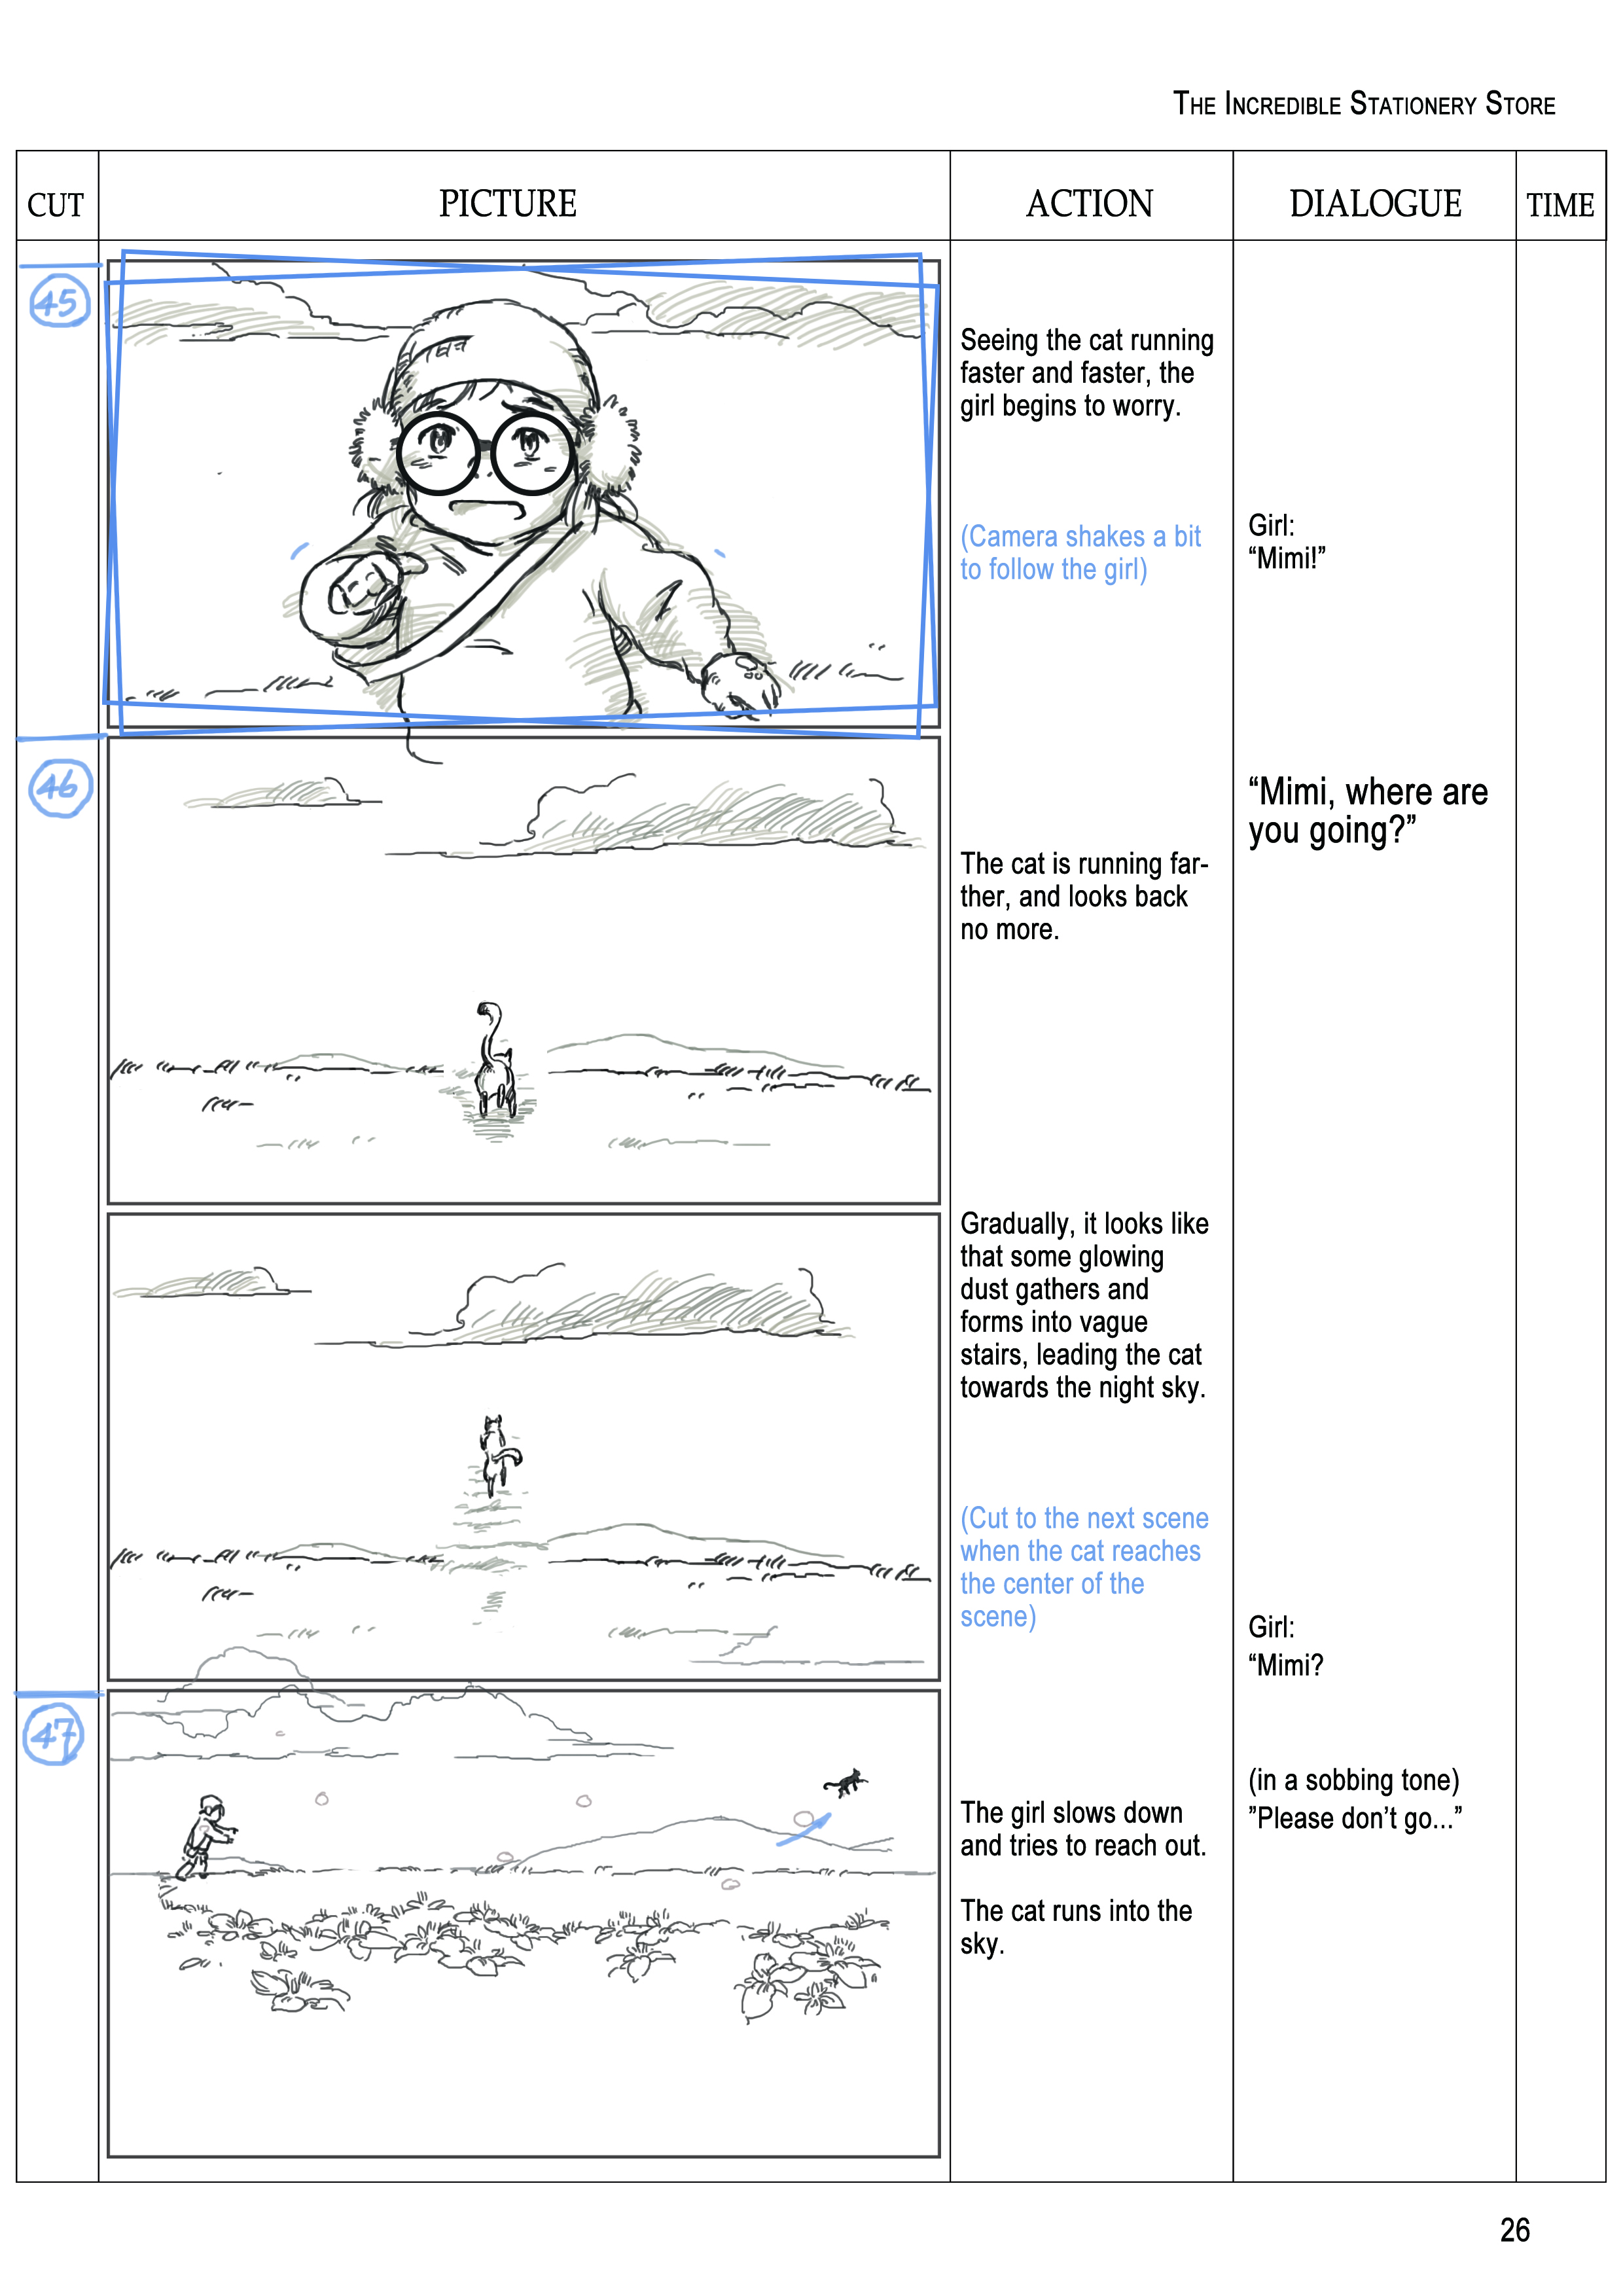 The Incredible Stationery Store
CUT
PICTURE
ACTION
DIALOGUE
TIME
45
Seeing the cat running
faster and faster, the
girl begins to worry.
(Camera shakes a bit
to follow the girl)
Girl:
“Mimi!”
46
“Mimi, where are
you going?”
The cat is running far-
ther, and looks back
no more.
Gradually, it looks like
that some glowing
dust gathers and
forms into vague
stairs, leading the cat
towards the night sky.
(Cut to the next scene
when the cat reaches
the center of the
scene)
Girl:
“Mimi?
47
(in a sobbing tone)
”Please don’t go...”
The girl slows down
and tries to reach out.
The cat runs into the
sky.
26